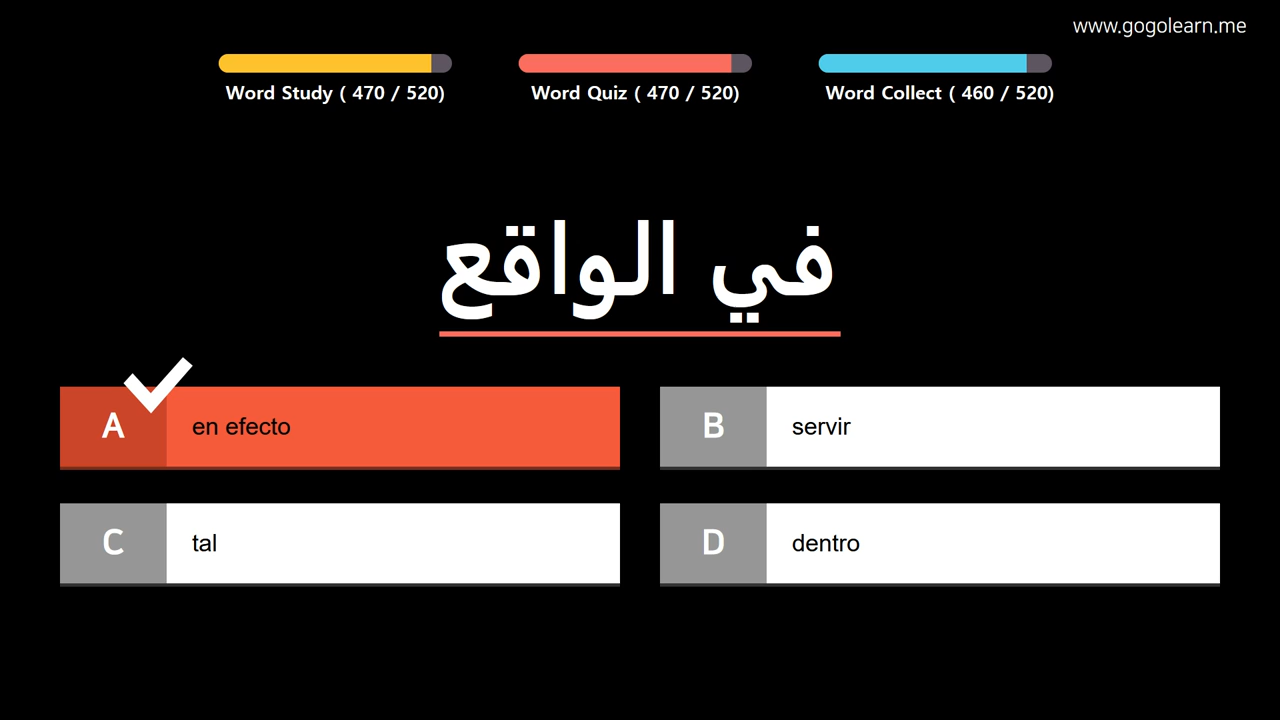 www.gogolearn.me
Word Study ( 470 / 520)
Word Quiz ( 470 / 520)
Word Collect ( 460 / 520)
في الواقع
A en efecto
B servir
C tal
D dentro